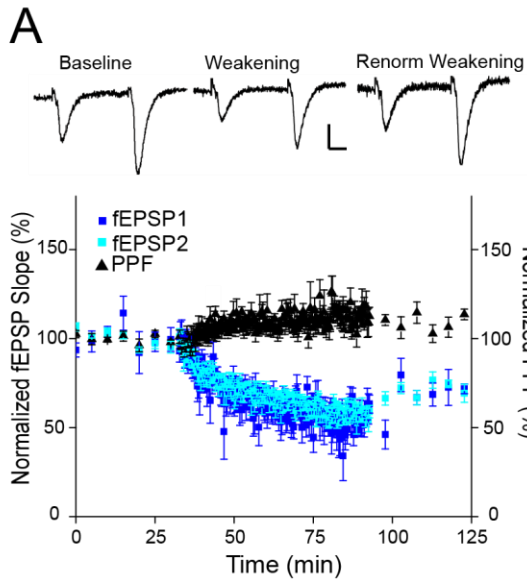 A
Baseline Weakening Renorm Weakening
Normalized fEPSP Slope (%)
fEPSP1
fEPSP2
PPF
150
100
50
0
150
100
50
0
0 25 50 75 100 125
Time (min)